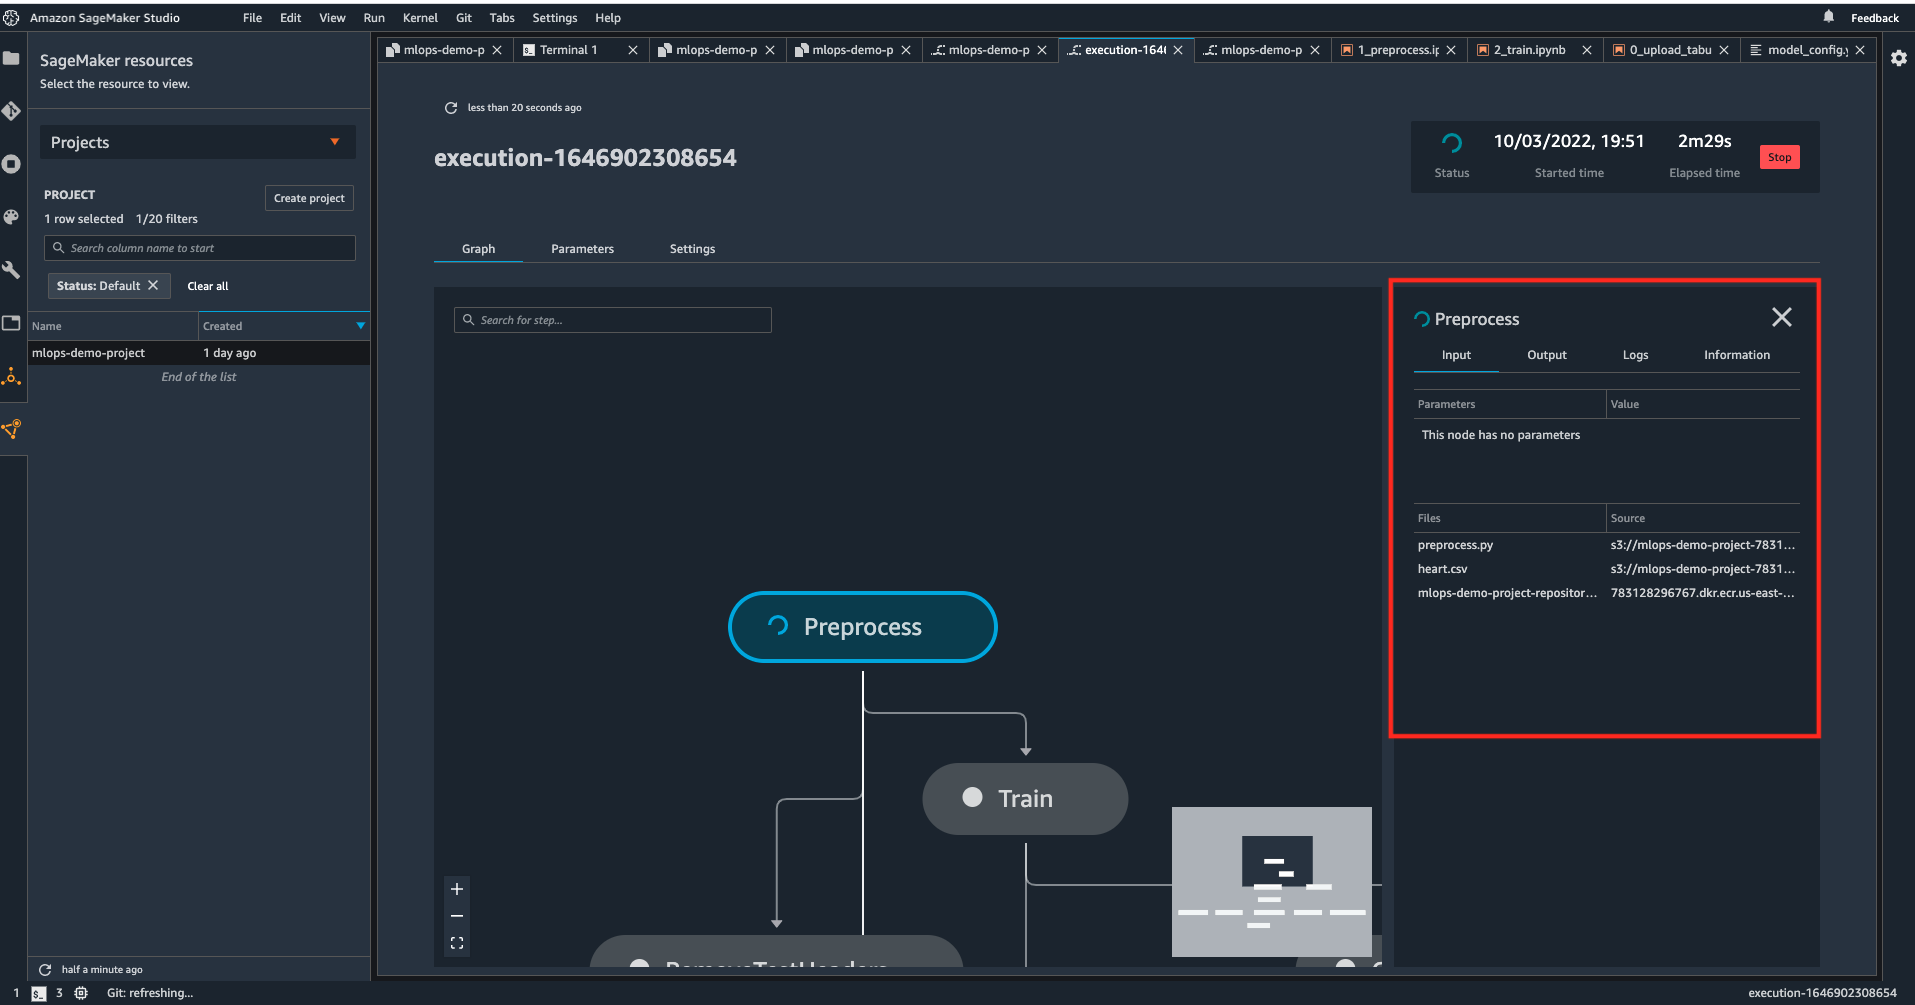 Amazon SageMaker Studio File Edit View Run Kernel Git Tabs Settings Help Feedback
mlops-demo-p Terminal 1 mlops-demo-p mlops-demo-p mlops-demo-p execution-1646 mlops-demo-p 1_preprocess.ip 2_train.ipynb 0_upload_tabu model_config.y
SageMaker resources
Select the resource to view.
Projects
PROJECT
Create project
1 row selected 1/20 filters
Search column name to start
Status: Default Clear all
Name Created
mlops-demo-project 1 day ago
End of the list
half a minute ago
less than 20 seconds ago
execution-1646902308654
10/03/2022, 19:51 2m29s Stop
Status Started time Elapsed time
Graph Parameters Settings
Search for step...
Preprocess
Train
RemoveTestHeaders
Preprocess
Input Output Logs Information
Parameters Value
This node has no parameters
Files Source
preprocess.py s3://mlops-demo-project-7831...
heart.csv s3://mlops-demo-project-7831...
mlops-demo-project-repositor... 783128296767.dkr.ecr.us-east-...
1 $_ 3 Git: refreshing... execution-1646902308654